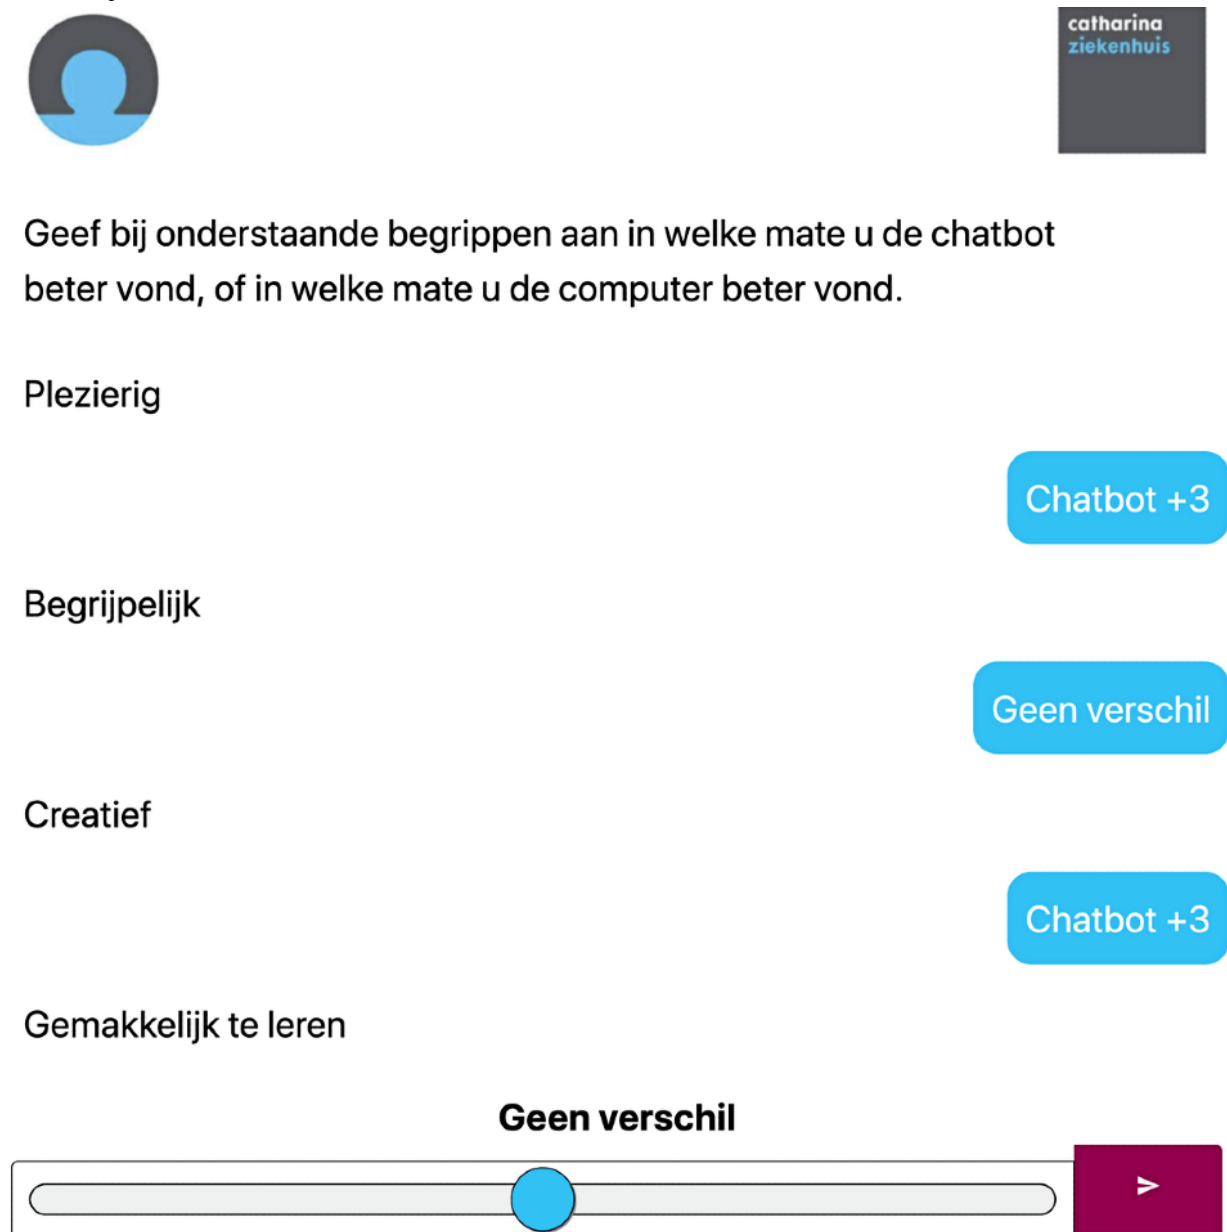 catharina
ziekenhuis
Geef bij onderstaande begrippen aan in welke mate u de chatbot
beter vond, of in welke mate u de computer beter vond.
Plezierig
Chatbot +3
Begrijpelijk
Geen verschil
Creatief
Chatbot +3
Gemakkelijk te leren
Geen verschil